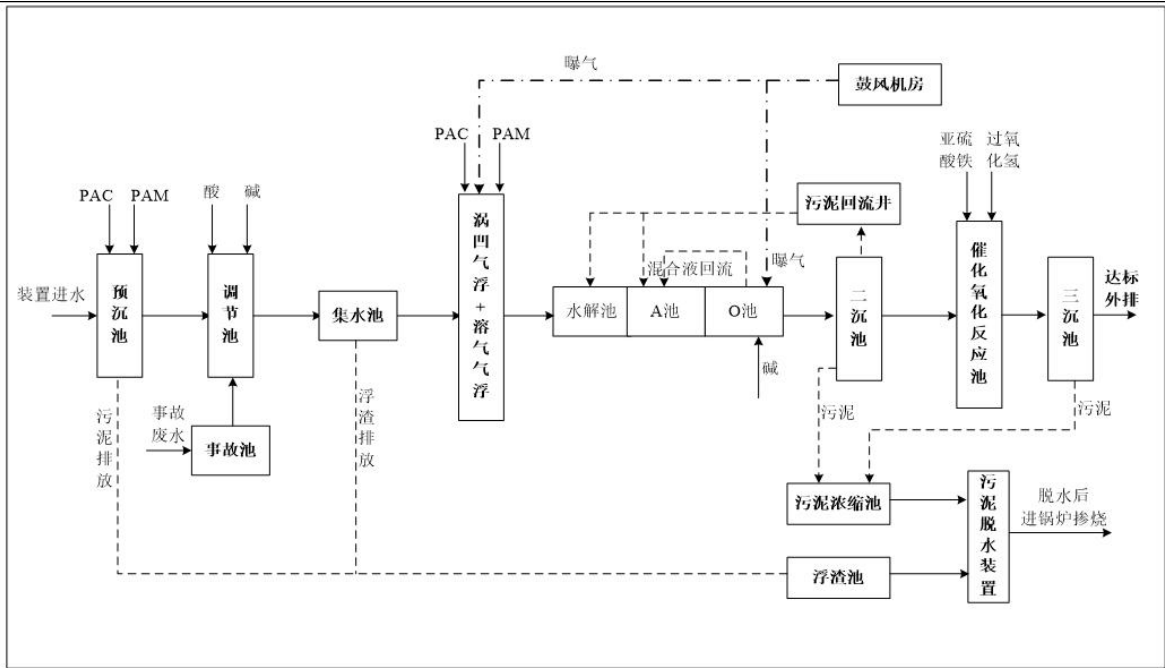 曝气
鼓风机房
PAC
PAM
亚硫
酸铁
过氧
化氢
PAC
PAM
酸
碱
污泥回流井
涡凹气浮+溶气气浮
催化氧化反应池
预沉池
调节池
混合液回流
曝气
二沉池
三沉池
达标
外排
装置进水
集水池
水解池
A池
O池
碱
污泥排放
事故
废水
事故池
浮渣排放
污泥
污泥
污泥浓缩池
污泥脱水装置
脱水后
进锅炉掺烧
浮渣池